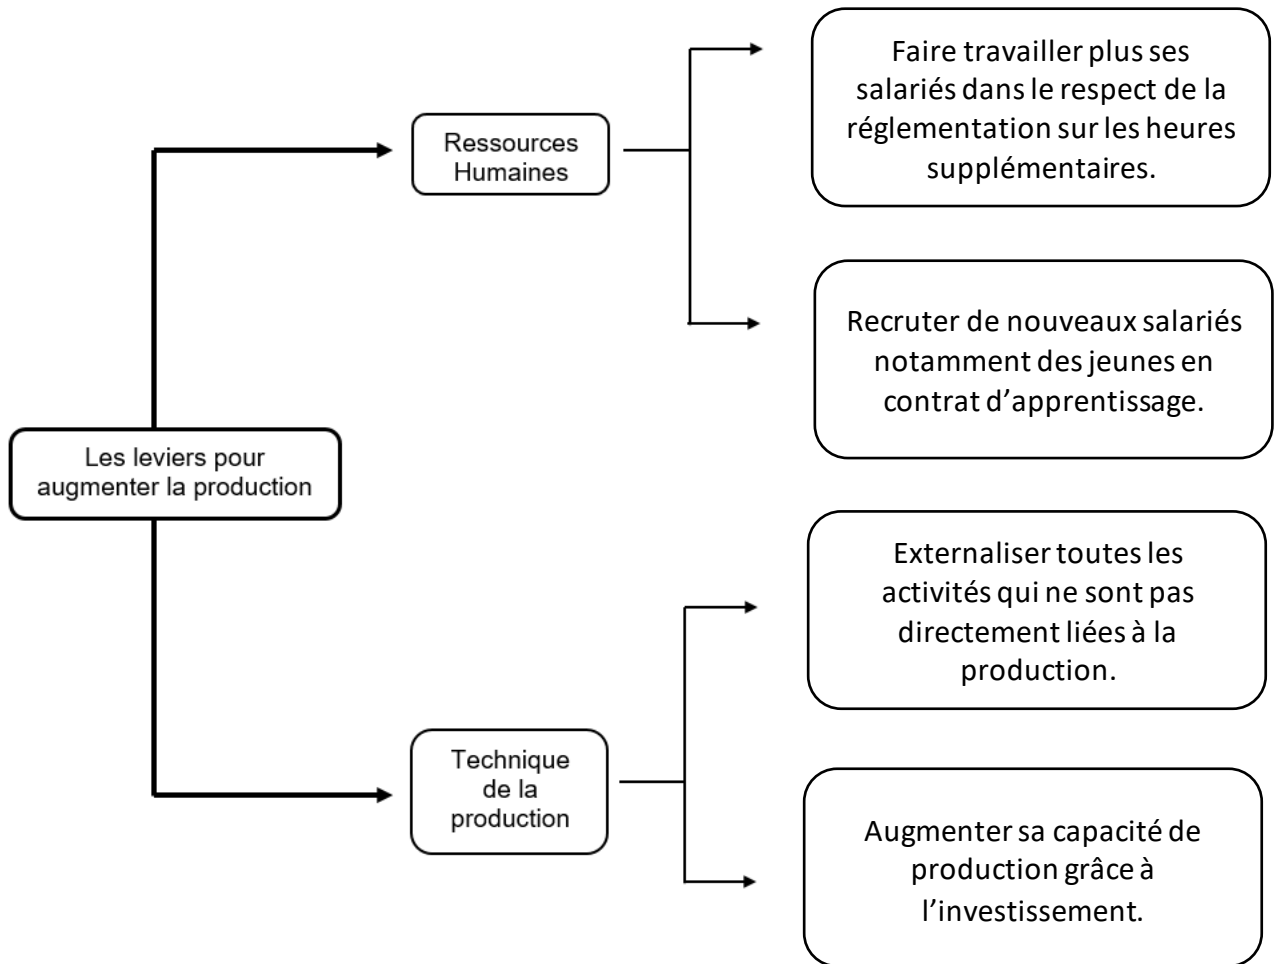 Faire travailler plus ses
salariés dans le respect de la
réglementation sur les heures
supplémentaires.
Ressources
Humaines
Recruter de nouveaux salariés
notamment des jeunes en
contrat d’apprentissage.
Les leviers pour
augmenter la production
Externaliser toutes les
activités qui ne sont pas
directement liées à la
production.
Technique
de la
production
Augmenter sa capacité de
production grâce à
l’investissement.